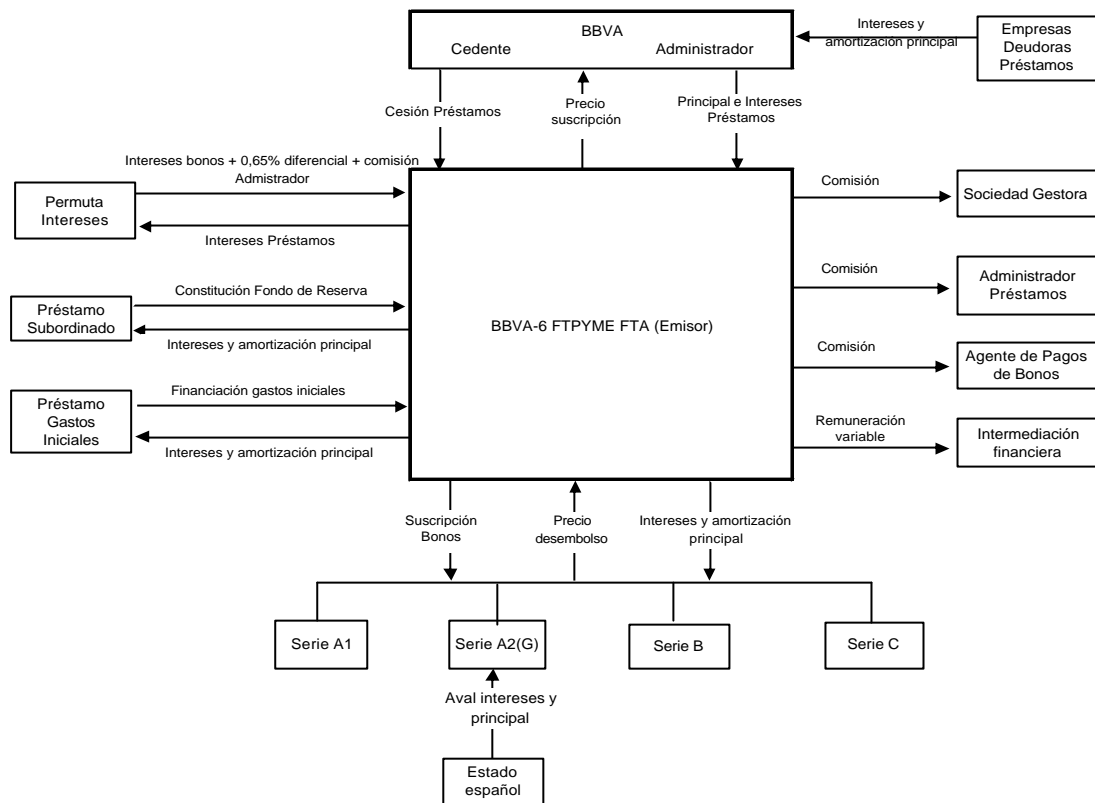 BBVA
Cedente
Administrador
Intereses y
amortización principal
Empresas
Deudoras
Préstamos
Cesión Préstamos
Precio
suscripción
Principal e Intereses
Préstamos
Intereses bonos + 0,65% diferencial + comisión
Admistrador
Permuta
Intereses
Intereses Préstamos
Constitución Fondo de Reserva
Préstamo
Subordinado
Intereses y amortización principal
Financiación gastos iniciales
Préstamo
Gastos
Iniciales
Intereses y amortización principal
BBVA-6 FTPYME FTA (Emisor)
Comisión
Sociedad Gestora
Comisión
Administrador
Préstamos
Comisión
Agente de Pagos
de Bonos
Remuneración
variable
Intermediación
financiera
Suscripción
Bonos
Precio
desembolso
Intereses y amortización
principal
Serie A1
Serie A2(G)
Serie B
Serie C
Aval intereses y
principal
Estado
español